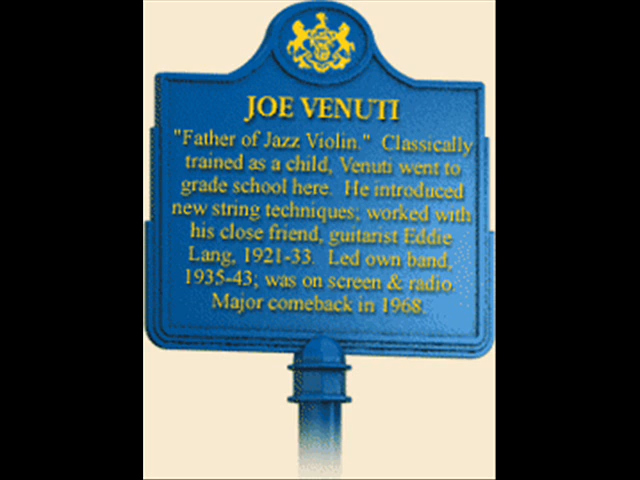 JOE VENUTI
"Father of Jazz Violin." Classically
trained as a child, Venuti went to
grade school here. He introduced
new string techniques; worked with
his close friend, guitarist Eddie
Lang, 1921-33. Led own band,
1935-43; was on screen & radio.
Major comeback in 1968.